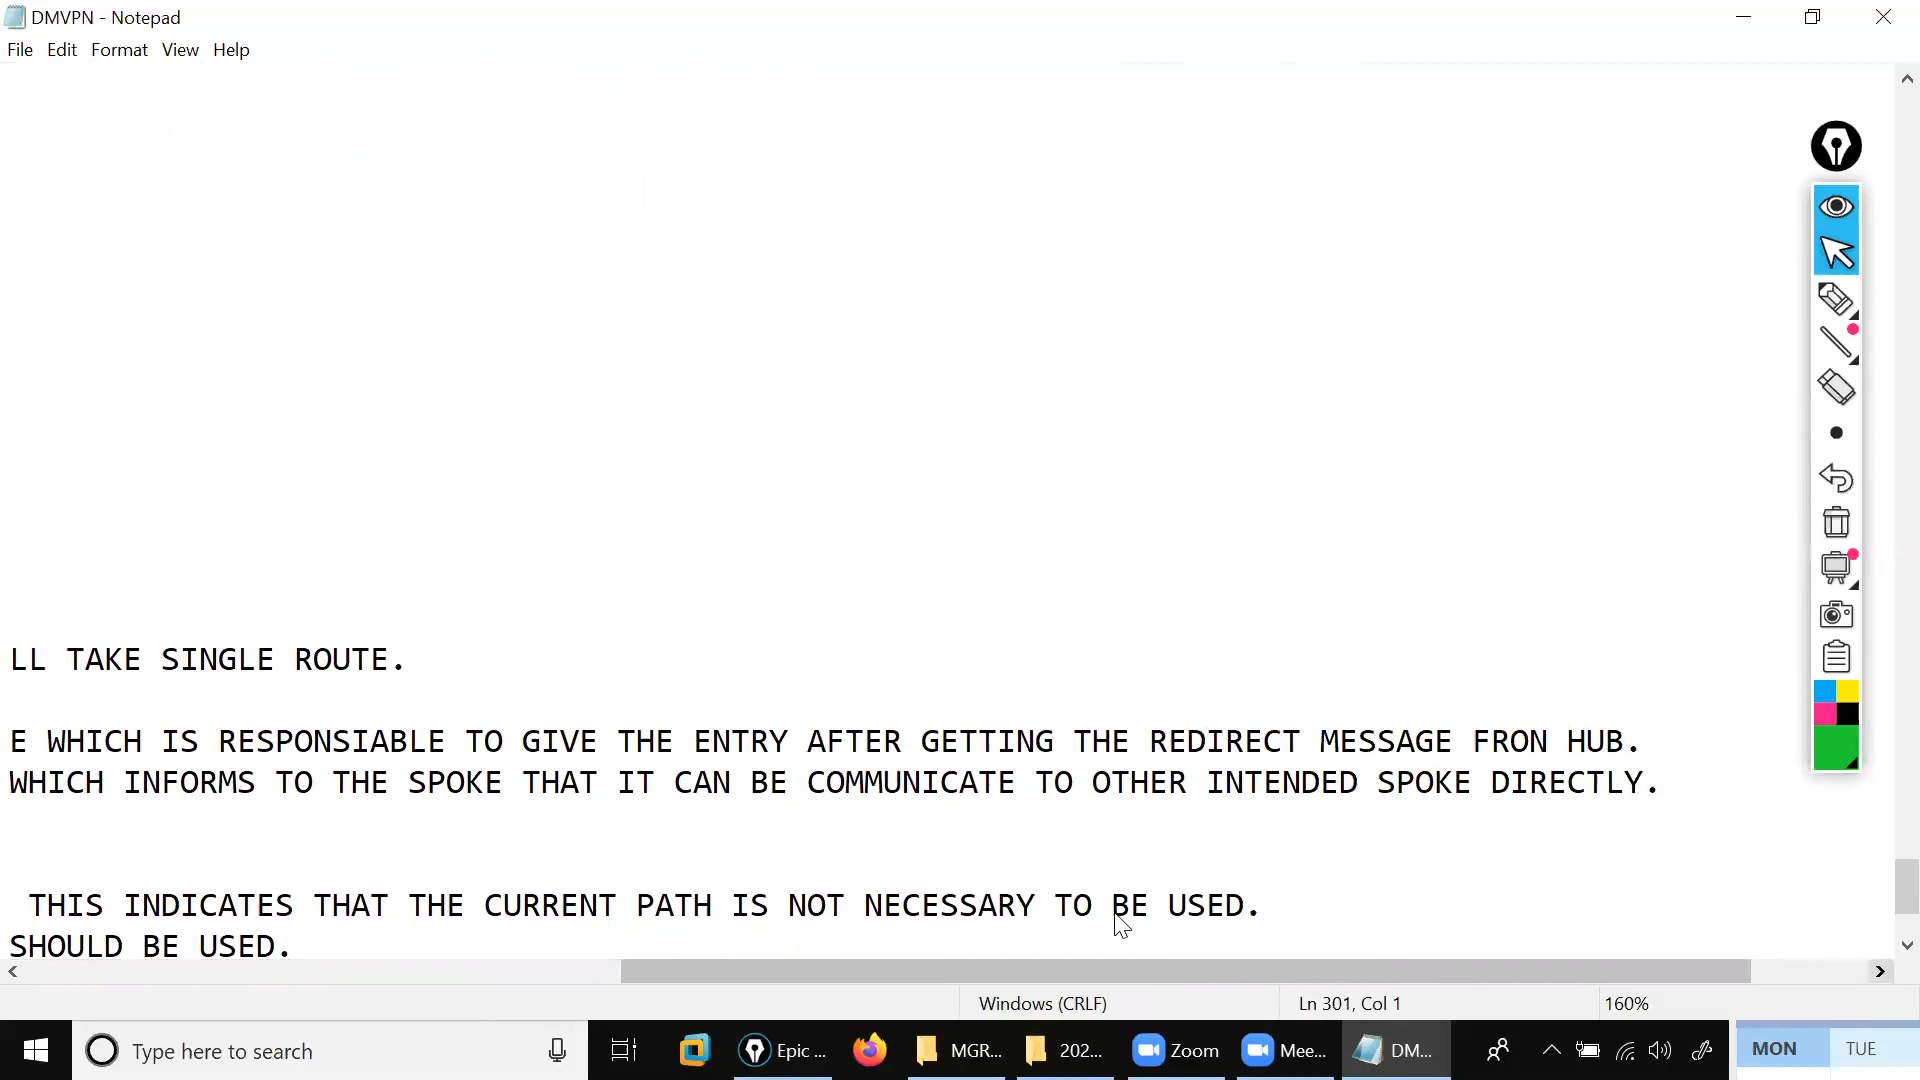 DMVPN - Notepad
File Edit Format View Help
LL TAKE SINGLE ROUTE.
E WHICH IS RESPONSIABLE TO GIVE THE ENTRY AFTER GETTING THE REDIRECT MESSAGE FRON HUB.
WHICH INFORMS TO THE SPOKE THAT IT CAN BE COMMUNICATE TO OTHER INTENDED SPOKE DIRECTLY.
THIS INDICATES THAT THE CURRENT PATH IS NOT NECESSARY TO BE USED.
SHOULD BE USED.
Windows (CRLF) Ln 301, Col 1 160%
Type here to search Epic ... MGR... 202... Zoom Mee... DM... MON TUE